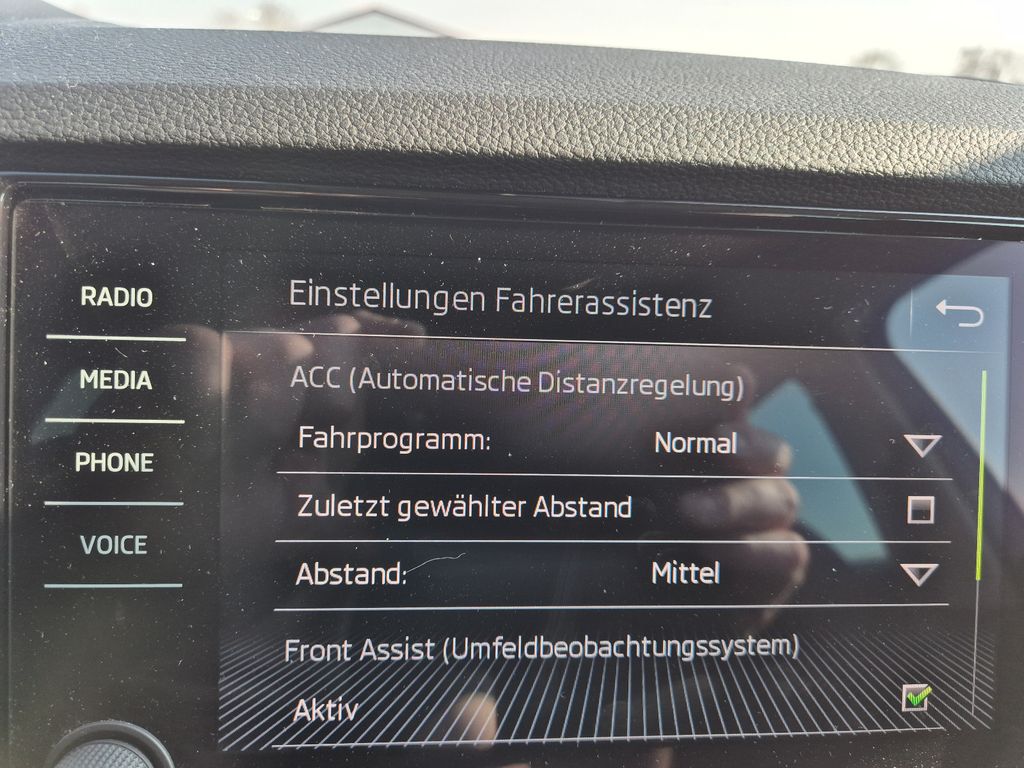 RADIO
MEDIA
PHONE
VOICE
Einstellungen Fahrerassistenz
ACC (Automatische Distanzregelung)
Fahrprogramm: Normal
Zuletzt gewählter Abstand
Abstand: Mittel
Front Assist (Umfeldbeobachtungssystem)
Aktiv